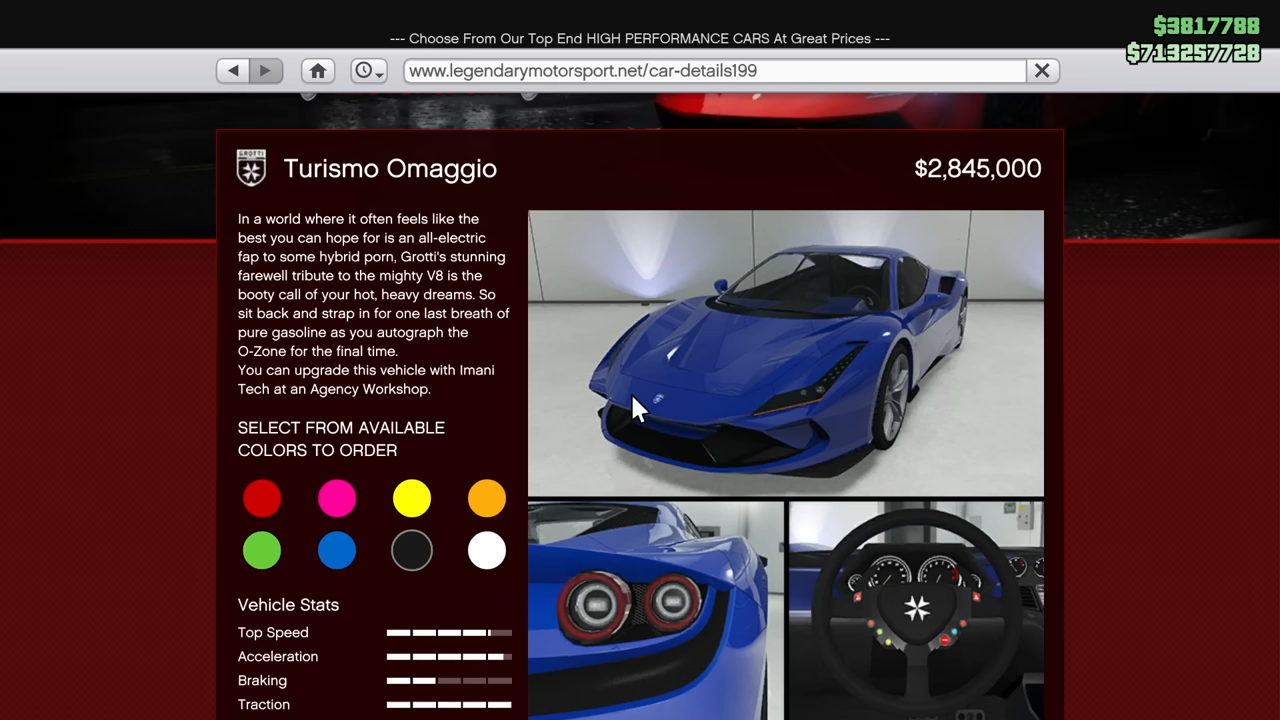 --- Choose From Our Top End HIGH PERFORMANCE CARS At Great Prices ---
$3817788
$713257728
www.legendarymotorsport.net/car-details199
GROTTI
Turismo Omaggio
$2,845,000
In a world where it often feels like the
best you can hope for is an all-electric
fap to some hybrid porn, Grotti's stunning
farewell tribute to the mighty V8 is the
booty call of your hot, heavy dreams. So
sit back and strap in for one last breath of
pure gasoline as you autograph the
O-Zone for the final time.
You can upgrade this vehicle with Imani
Tech at an Agency Workshop.
SELECT FROM AVAILABLE
COLORS TO ORDER
Vehicle Stats
Top Speed
Acceleration
Braking
Traction